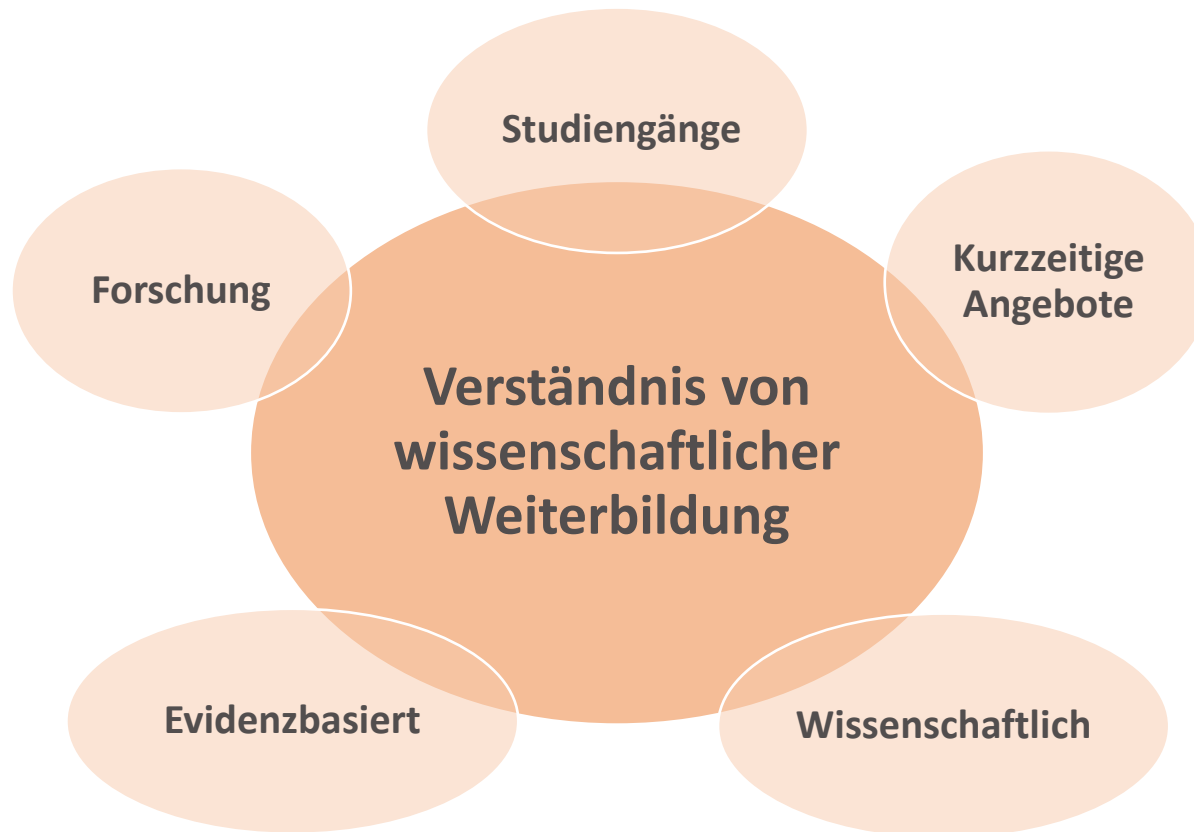 Studiengänge
Kurzzeitige
Angebote
Forschung
Verständnis von
wissenschaftlicher
Weiterbildung
Evidenzbasiert
Wissenschaftlich